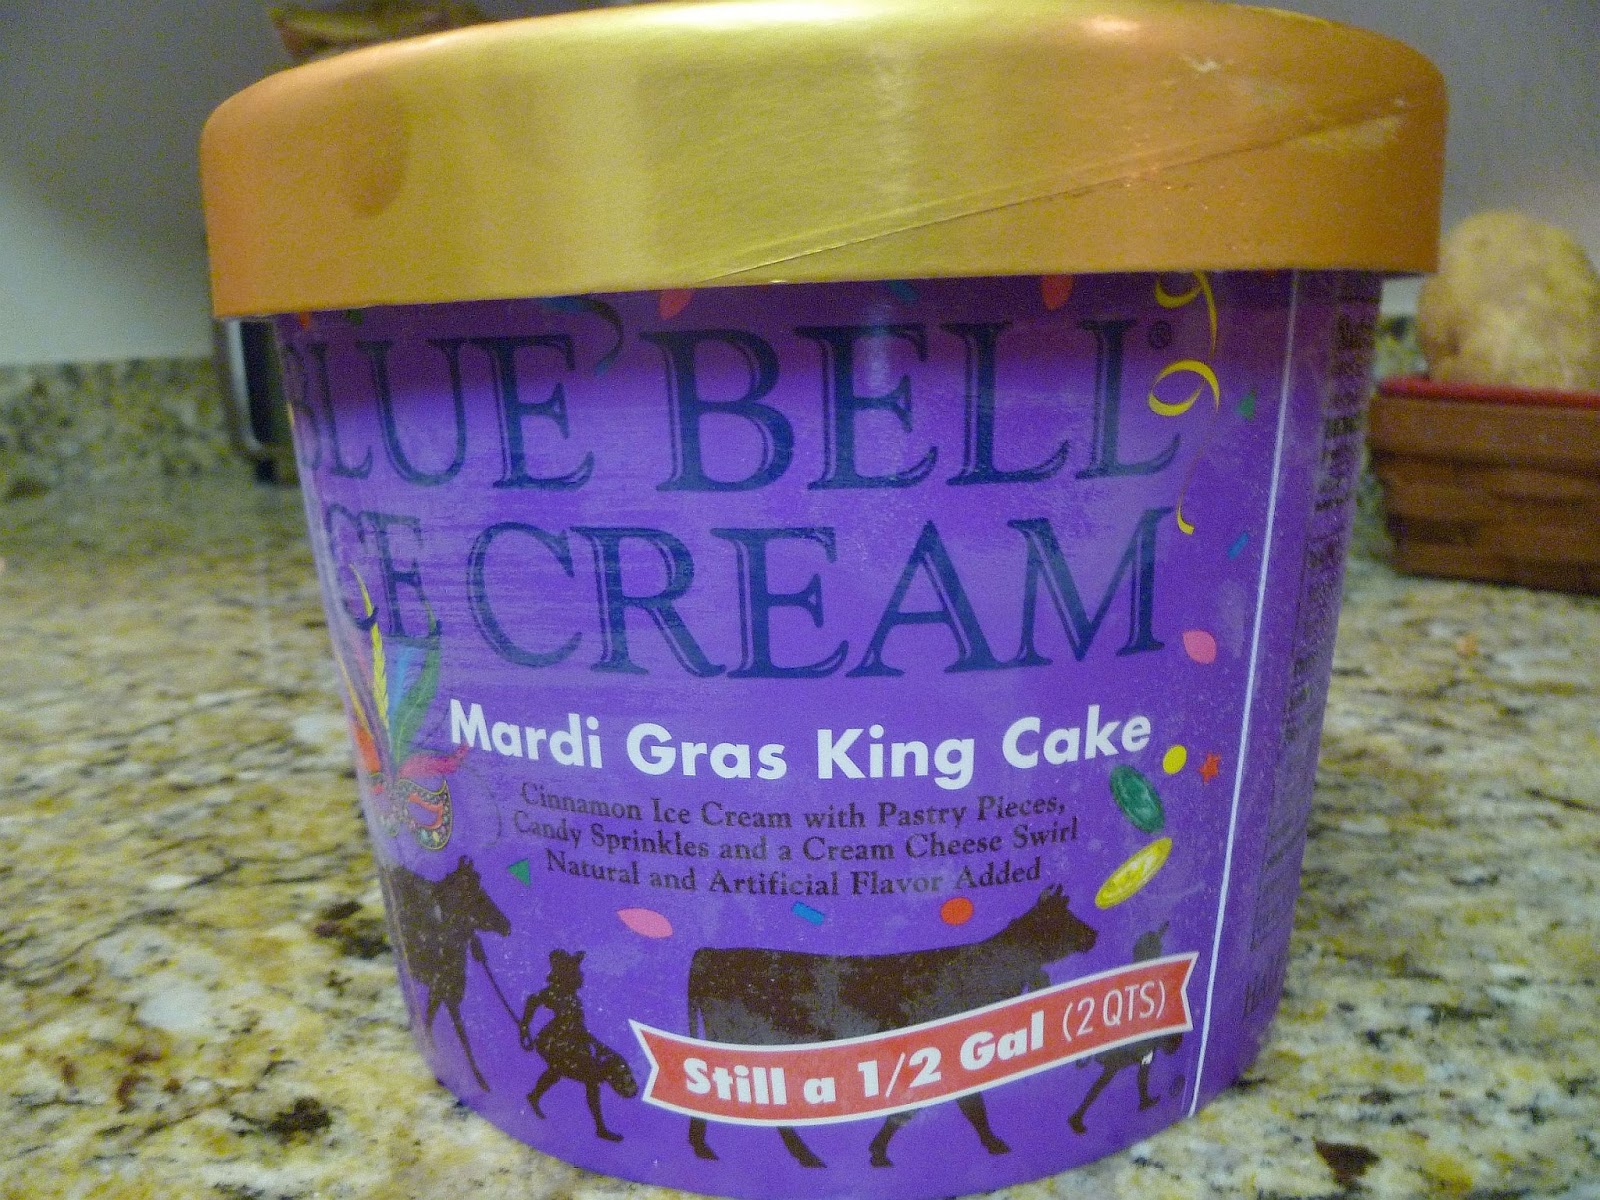 BLUE BELL®
ICE CREAM
Mardi Gras King Cake
Cinnamon Ice Cream with Pastry Pieces,
Candy Sprinkles and a Cream Cheese Swirl
Natural and Artificial Flavor Added
Still a 1/2 Gal (2 QTS)